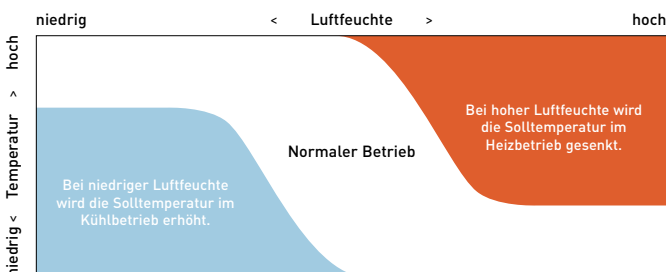 niedrig < Luftfeuchte > hoch
niedrig < Temperatur > hoch
Bei hoher Luftfeuchte wird
die Solltemperatur im
Heizbetrieb gesenkt.
Normaler Betrieb
Bei niedriger Luftfeuchte
wird die Solltemperatur im
Kühlbetrieb erhöht.